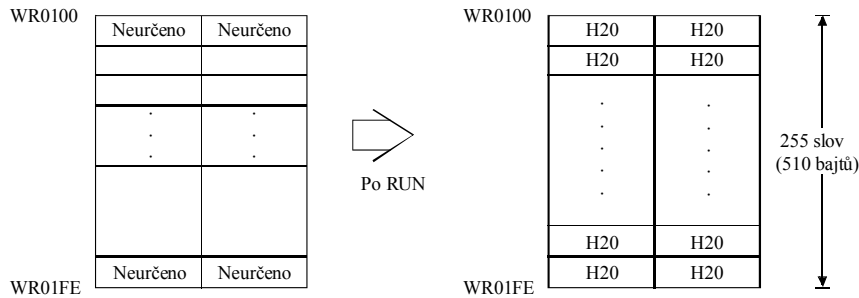 WR0100
Neurčeno Neurčeno
.
.
.
.
.
.
Neurčeno Neurčeno
WR01FE
Po RUN
WR0100
H20 H20
H20 H20
.
.
.
.
.
.
.
.
.
.
H20 H20
H20 H20
WR01FE
255 slov
(510 bajtů)